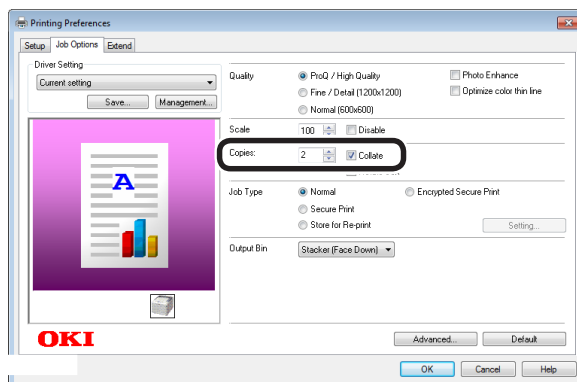 Printing Preferences
Setup Job Options Extend
Driver Setting
Current setting
Save... Management...
Quality ProQ / High Quality Photo Enhance
Fine / Detail (1200x1200) Optimize color thin line
Normal (600x600)
Scale 100 Disable
Copies: 2 Collate
Job Type Normal Encrypted Secure Print
Secure Print
Store for Re-print Setting...
Output Bin Stacker (Face Down)
A
OKI
Advanced... Default
OK Cancel Help